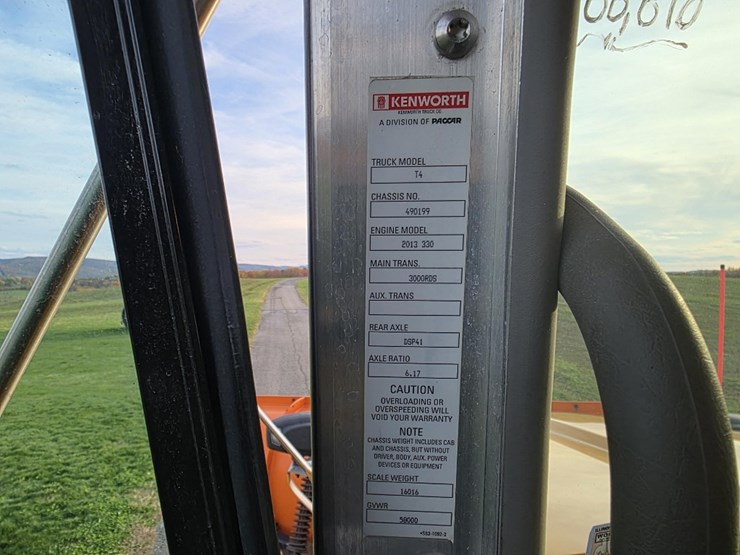 KENWORTH
KENWORTH TRUCK CO.
A DIVISION OF PACCAR
TRUCK MODEL
T4
CHASSIS NO.
490199
ENGINE MODEL
2013 330
MAIN TRANS.
3000RDS
AUX. TRANS
REAR AXLE
DSP41
AXLE RATIO
6.17
CAUTION
OVERLOADING OR
OVERSPEEDING WILL
VOID YOUR WARRANTY
NOTE
CHASSIS WEIGHT INCLUDES CAB
AND CHASSIS, BUT WITHOUT
DRIVER, BODY, AUX. POWER
DEVICES OR EQUIPMENT
SCALE WEIGHT
16016
GVWR
50000